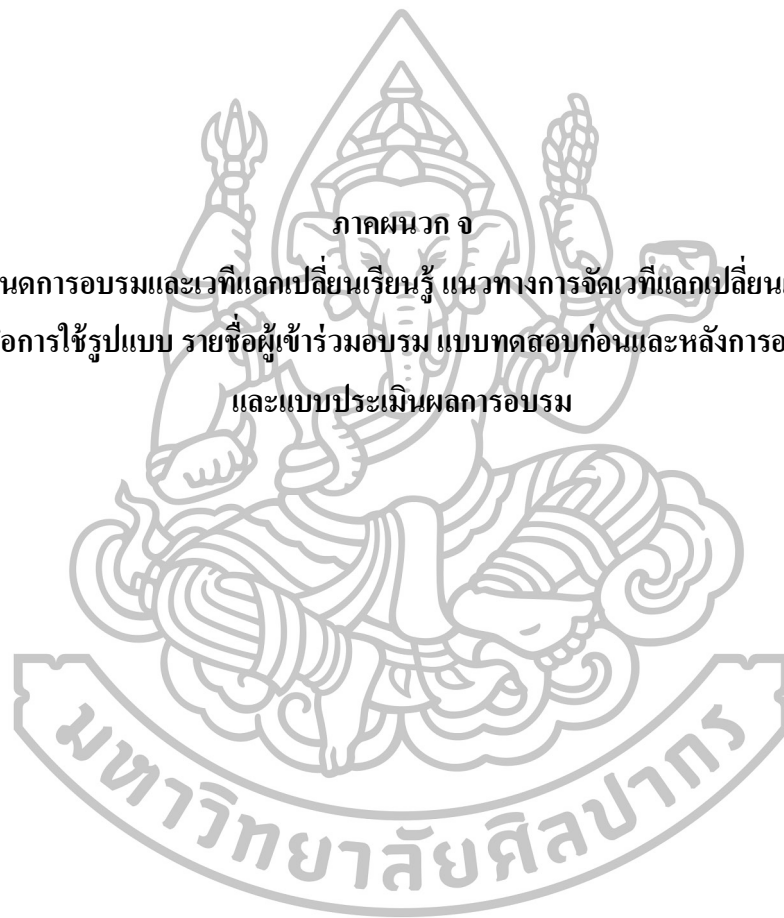 ภาคผนวก จ
นดการอบรมและเวทีแลกเปลี่ยนเรียนรู้ แนวทางการจัดเวทีแลกเปลี่ยน
อการใช้รูปแบบ รายชื่อผู้เข้าร่วมอบรม แบบทดสอบก่อนและหลังการอ
และแบบประเมินผลการอบรม
มหาวิทยาลัยศิลปากร